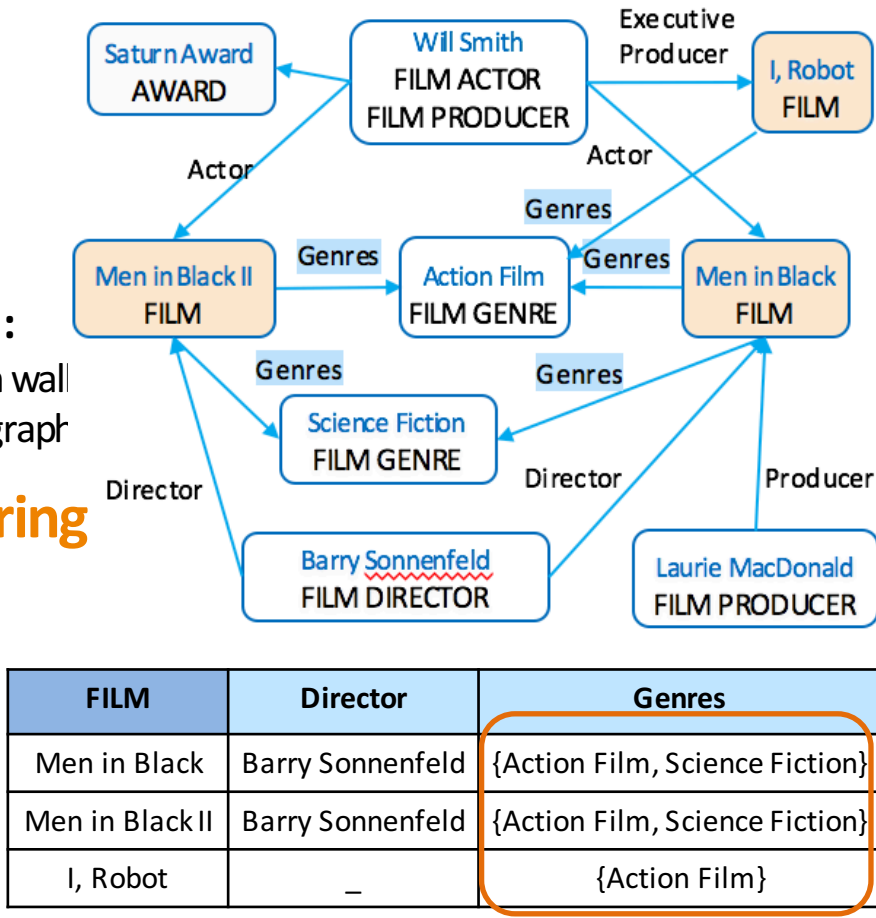 Executive
Producer
Saturn Award
AWARD
Will Smith
FILM ACTOR
FILM PRODUCER
I, Robot
FILM
Actor
Actor
Genres
Genres
Genres
Men in Black II
FILM
Action Film
FILM GENRE
Men in Black
FILM
:
graph
Genres
Genres
Science Fiction
FILM GENRE
Director
Director
Producer
ring
Barry Sonnenfeld
FILM DIRECTOR
Laurie MacDonald
FILM PRODUCER
FILM Director Genres
Men in Black Barry Sonnenfeld {Action Film, Science Fiction}
Men in Black II Barry Sonnenfeld {Action Film, Science Fiction}
I, Robot _ {Action Film}